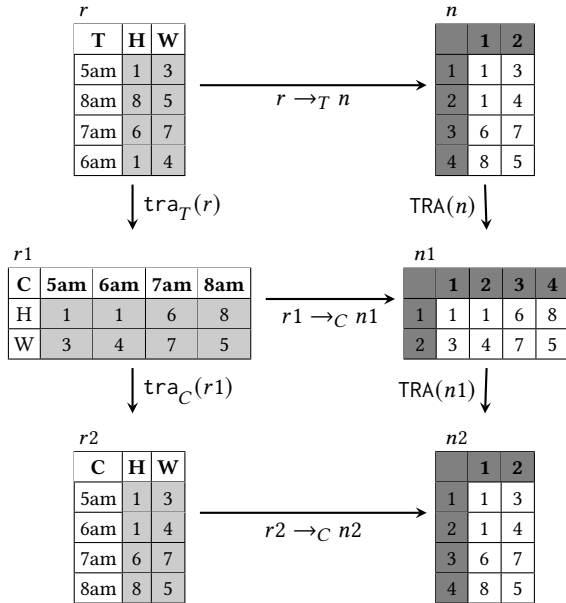 r n
T H W 1 2
5am 1 3 1 1 3
8am 8 5 2 1 4
7am 6 7 3 6 7
6am 1 4 4 8 5
r →T n
tra_T(r) TRA(n)
r1 n1
C 5am 6am 7am 8am 1 2 3 4
H 1 1 6 8 1 1 1 6 8
W 3 4 7 5 2 3 4 7 5
r1 →C n1
tra_C(r1) TRA(n1)
r2 n2
C H W 1 2
5am 1 3 1 1 3
6am 1 4 2 1 4
7am 6 7 3 6 7
8am 8 5 4 8 5
r2 →C n2